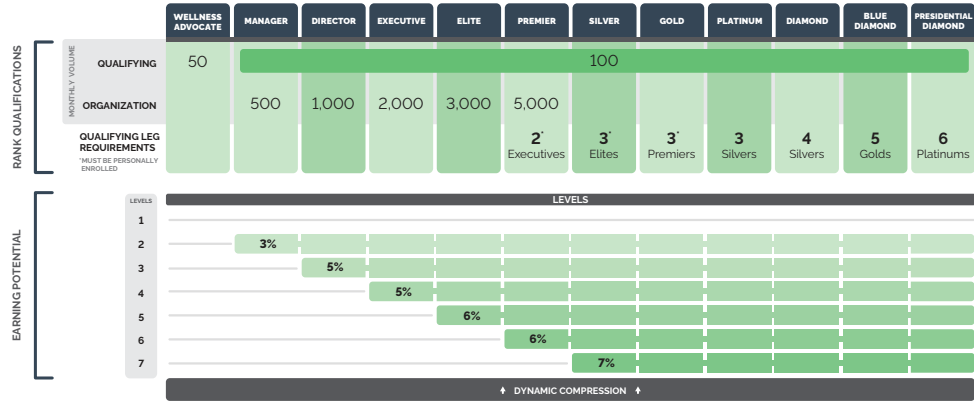 WELLNESS ADVOCATE MANAGER DIRECTOR EXECUTIVE ELITE PREMIER SILVER GOLD PLATINUM DIAMOND BLUE DIAMOND PRESIDENTIAL DIAMOND
RANK QUALIFICATIONS
MONTHLY VOLUME
QUALIFYING 50 100
ORGANIZATION 500 1,000 2,000 3,000 5,000
QUALIFYING LEG REQUIREMENTS
*MUST BE PERSONALLY ENROLLED
2* 3* 3* 3 4 5 6
Executives Elites Premiers Silvers Silvers Golds Platinums
EARNING POTENTIAL
LEVELS LEVELS
1
2 3%
3 5%
4 5%
5 6%
6 6%
7 7%
DYNAMIC COMPRESSION